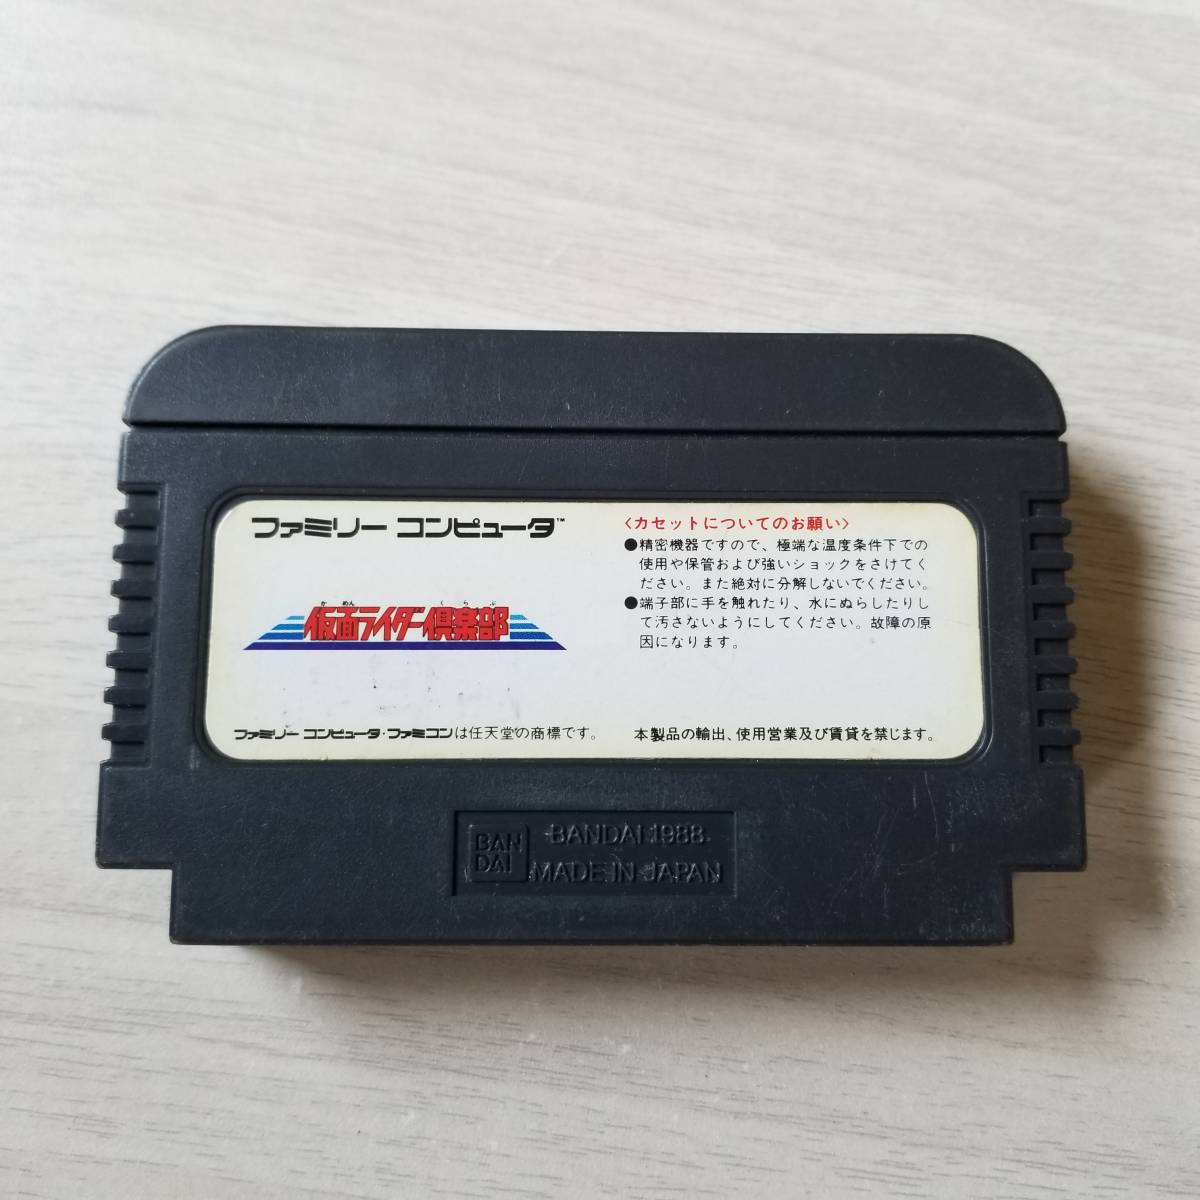 ファミリー コンピュータ™
かめん くらぶ
仮面ライダー倶楽部
ファミリー コンピュータ・ファミコンは任天堂の商標です。
〈カセットについてのお願い〉
●精密機器ですので、極端な温度条件下での
使用や保管および強いショックをさけてく
ださい。また絶対に分解しないでください。
●端子部に手を触れたり、水にぬらしたりし
て汚さないようにしてください。故障の原
因になります。
本製品の輸出、使用営業及び賃貸を禁じます。
BAN
DAI
BANDAI 1988
MADE IN JAPAN